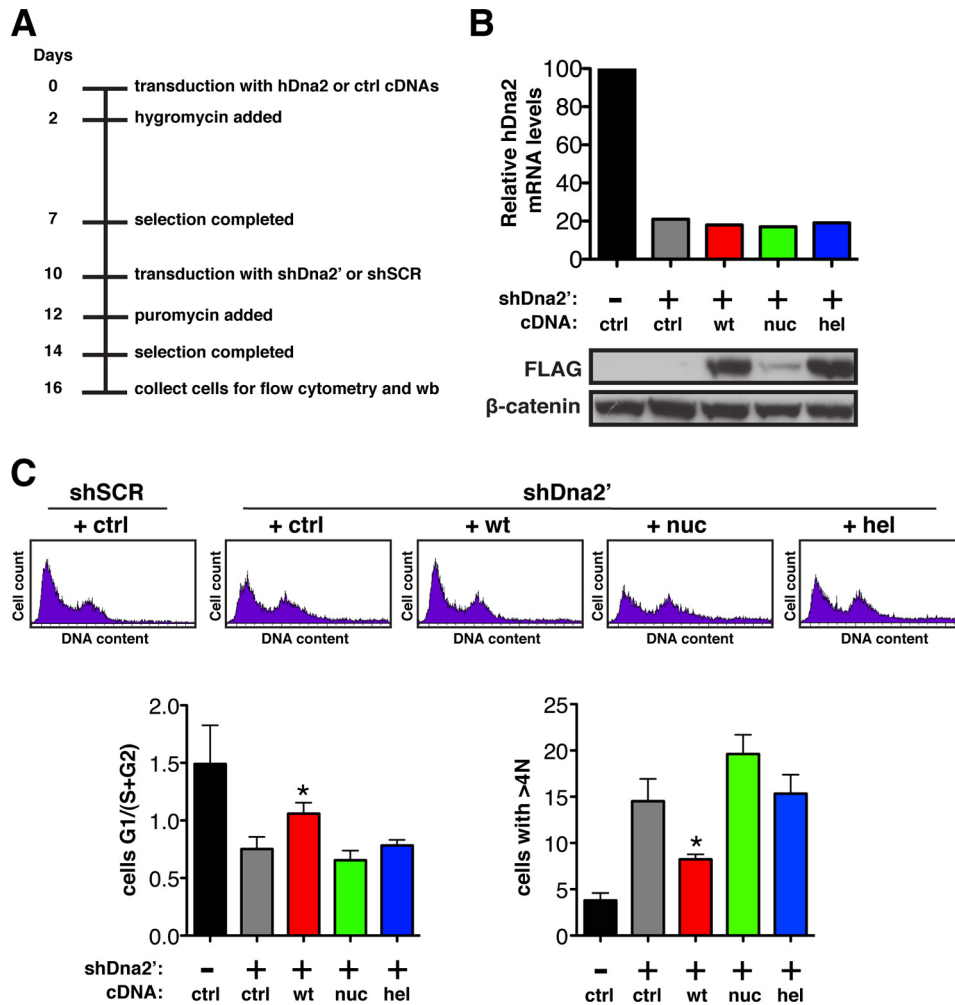 A
Days
0 transduction with hDna2 or ctrl cDNAs
2 hygromycin added
7 selection completed
10 transduction with shDna2' or shSCR
12 puromycin added
14 selection completed
16 collect cells for flow cytometry and wb
B
Relative hDna2
mRNA levels
100
80
60
40
20
0
shDna2': - + + + +
cDNA: ctrl ctrl wt nuc hel
FLAG
β-catenin
C
shSCR shDna2'
+ ctrl + ctrl + wt + nuc + hel
Cell count Cell count Cell count Cell count Cell count
DNA content DNA content DNA content DNA content DNA content
cells G1/(S+G2)
2.0
1.5
1.0
0.5
0.0
*
shDna2': - + + + +
cDNA: ctrl ctrl wt nuc hel
cells with >4N
25
20
15
10
5
0
*
shDna2': - + + + +
cDNA: ctrl ctrl wt nuc hel